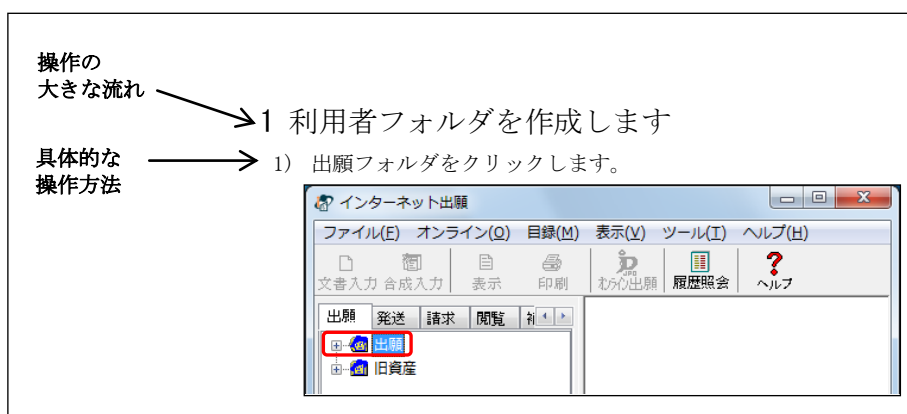 操作の
大きな流れ
1 利用者フォルダを作成します
具体的な
操作方法
1) 出願フォルダをクリックします。
インターネット出願
ファイル(F) オンライン(O) 目録(M) 表示(V) ツール(T) ヘルプ(H)
文書入力 合成入力 表示 印刷 オンライン出願 履歴照会 ヘルプ
出願 発送 請求 閲覧
出願
旧資産